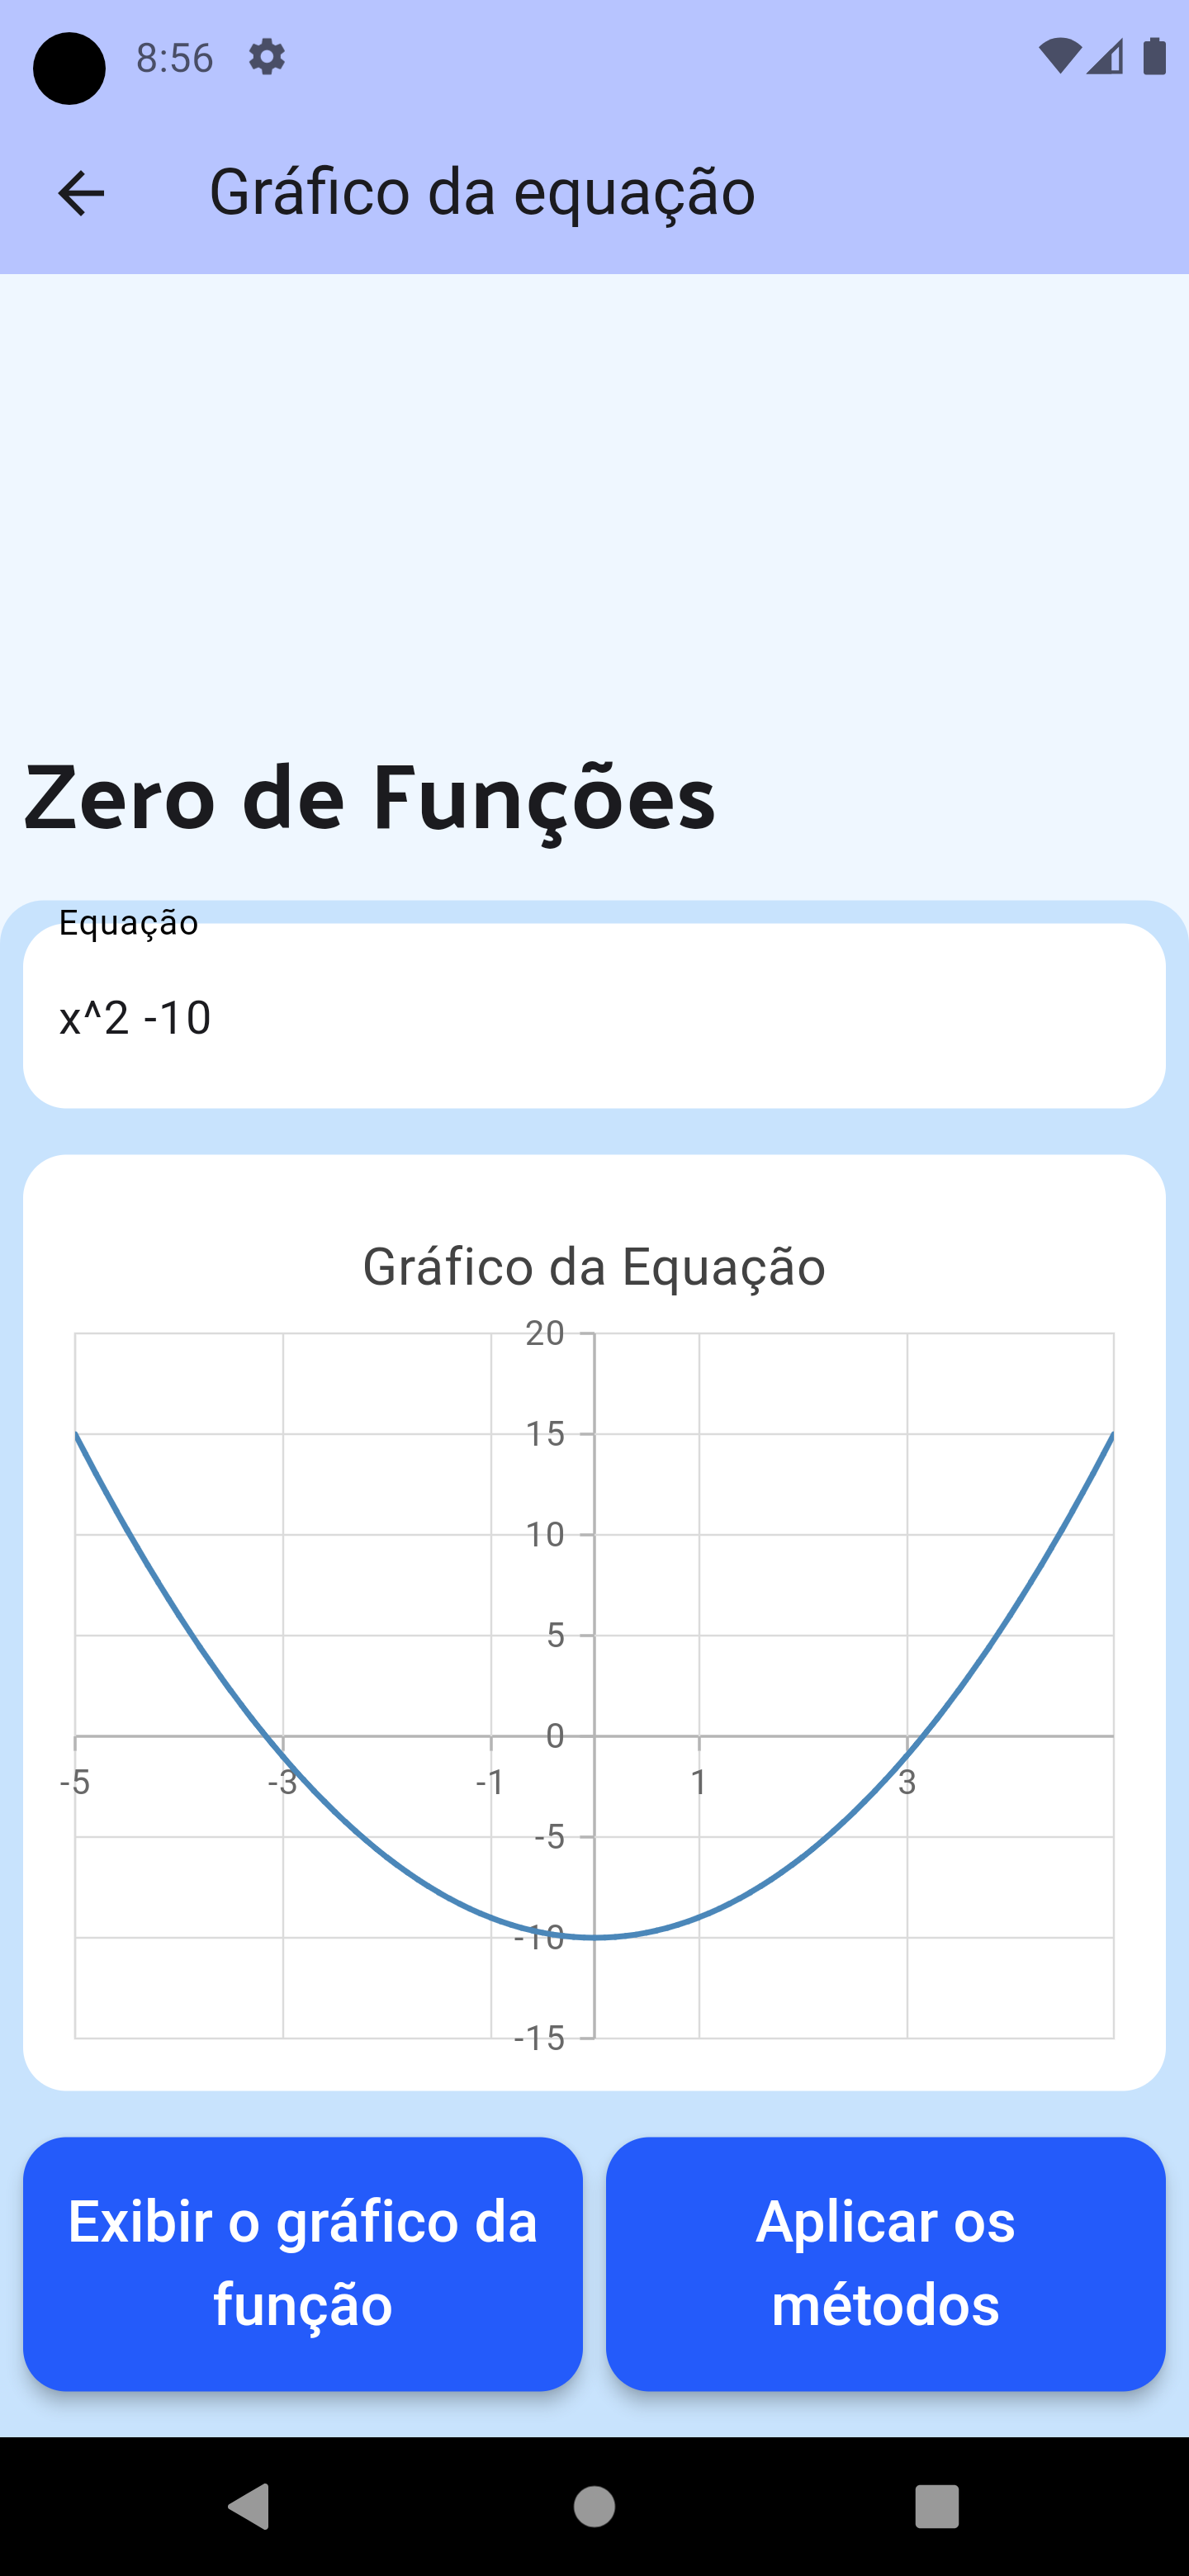 8:56
Gráfico da equação
Zero de Funções
Equação
x^2 -10
Gráfico da Equação
20
15
10
5
0
-5 -3 -1 1 3
-5
-10
-15
Exibir o gráfico da
função
Aplicar os
métodos